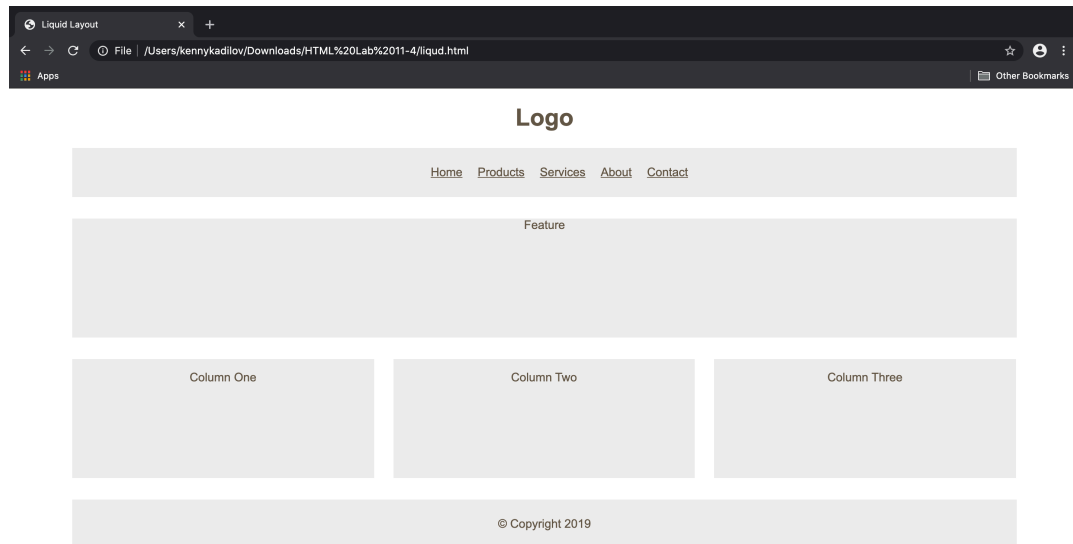 Liquid Layout
File /Users/kennykadilov/Downloads/HTML%20Lab%2011-4/liqud.html
Apps Other Bookmarks
Logo
Home Products Services About Contact
Feature
Column One Column Two Column Three
© Copyright 2019